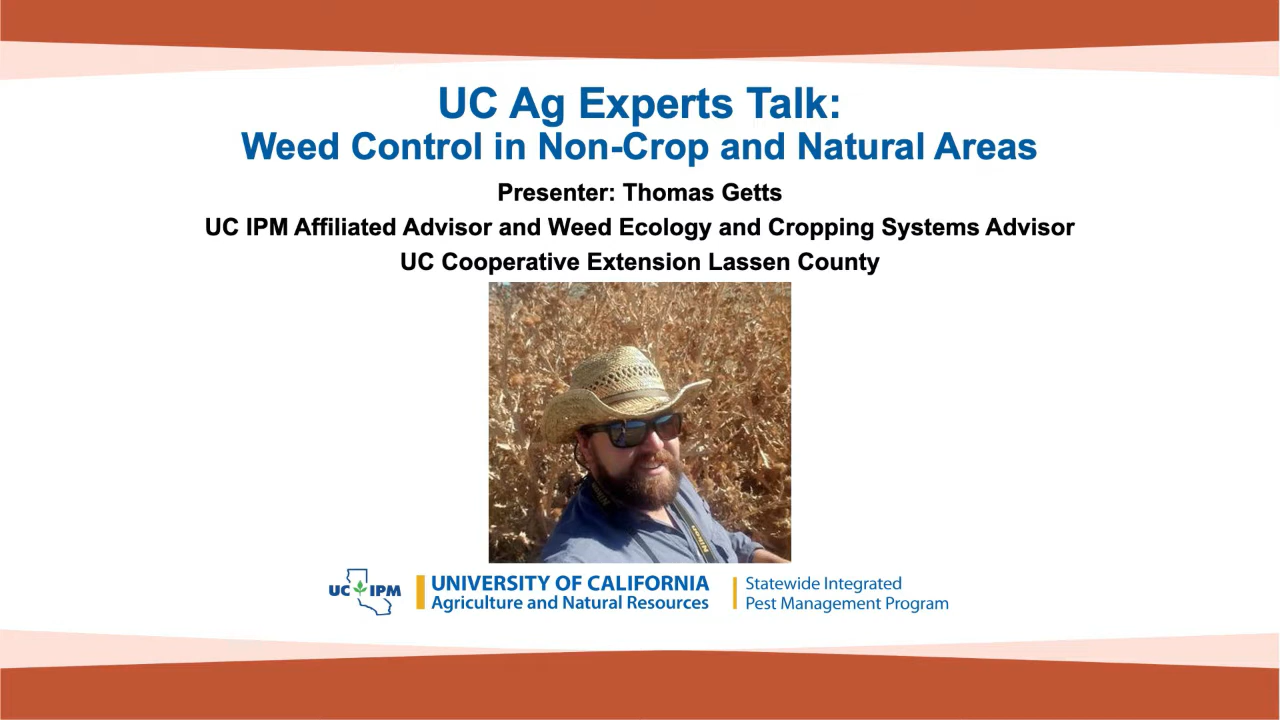 UC Ag Experts Talk:
Weed Control in Non-Crop and Natural Areas
Presenter: Thomas Getts
UC IPM Affiliated Advisor and Weed Ecology and Cropping Systems Advisor
UC Cooperative Extension Lassen County
Nikon
Nikon
UC IPM
UNIVERSITY OF CALIFORNIA
Agriculture and Natural Resources
Statewide Integrated
Pest Management Program